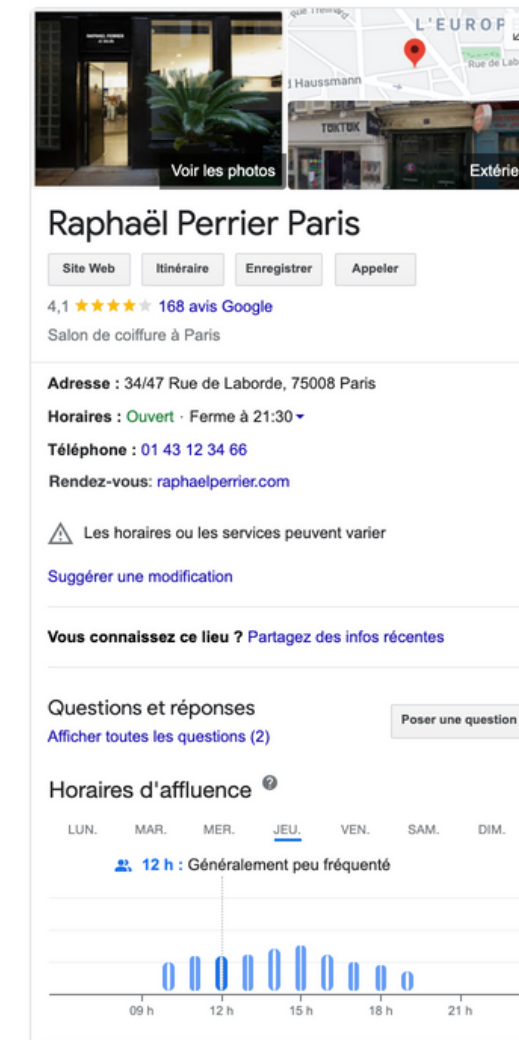 L'EUROP
Rue de Lab
d Haussmann
TOKTOK
Voir les photos
Extérie
Raphaël Perrier Paris
Site Web
Itinéraire
Enregistrer
Appeler
4,1
168 avis Google
Salon de coiffure à Paris
Adresse : 34/47 Rue de Laborde, 75008 Paris
Horaires : Ouvert · Ferme à 21:30
Téléphone : 01 43 12 34 66
Rendez-vous: raphaelperrier.com
Les horaires ou les services peuvent varier
Suggérer une modification
Vous connaissez ce lieu ? Partagez des infos récentes
Questions et réponses
Poser une question
Afficher toutes les questions (2)
Horaires d'affluence
LUN. MAR. MER. JEU. VEN. SAM. DIM.
12 h : Généralement peu fréquenté
09 h 12 h 15 h 18 h 21 h